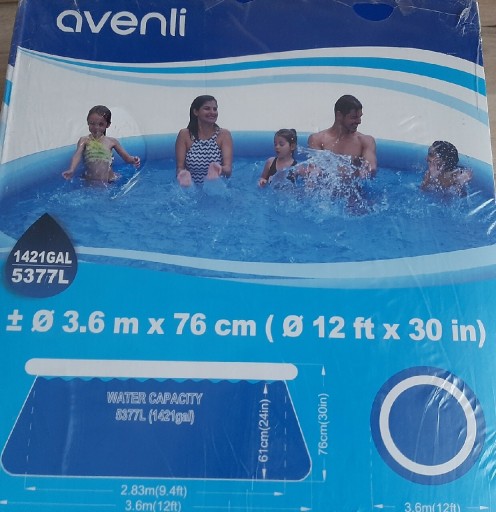 avenli
1421GAL
5377L
± Ø 3.6 m x 76 cm ( Ø 12 ft x 30 in)
WATER CAPACITY
5377L (1421gal)
61cm(24in)
76cm(30in)
2.83m(9.4ft)
3.6m(12ft)
3.6m(12ft)